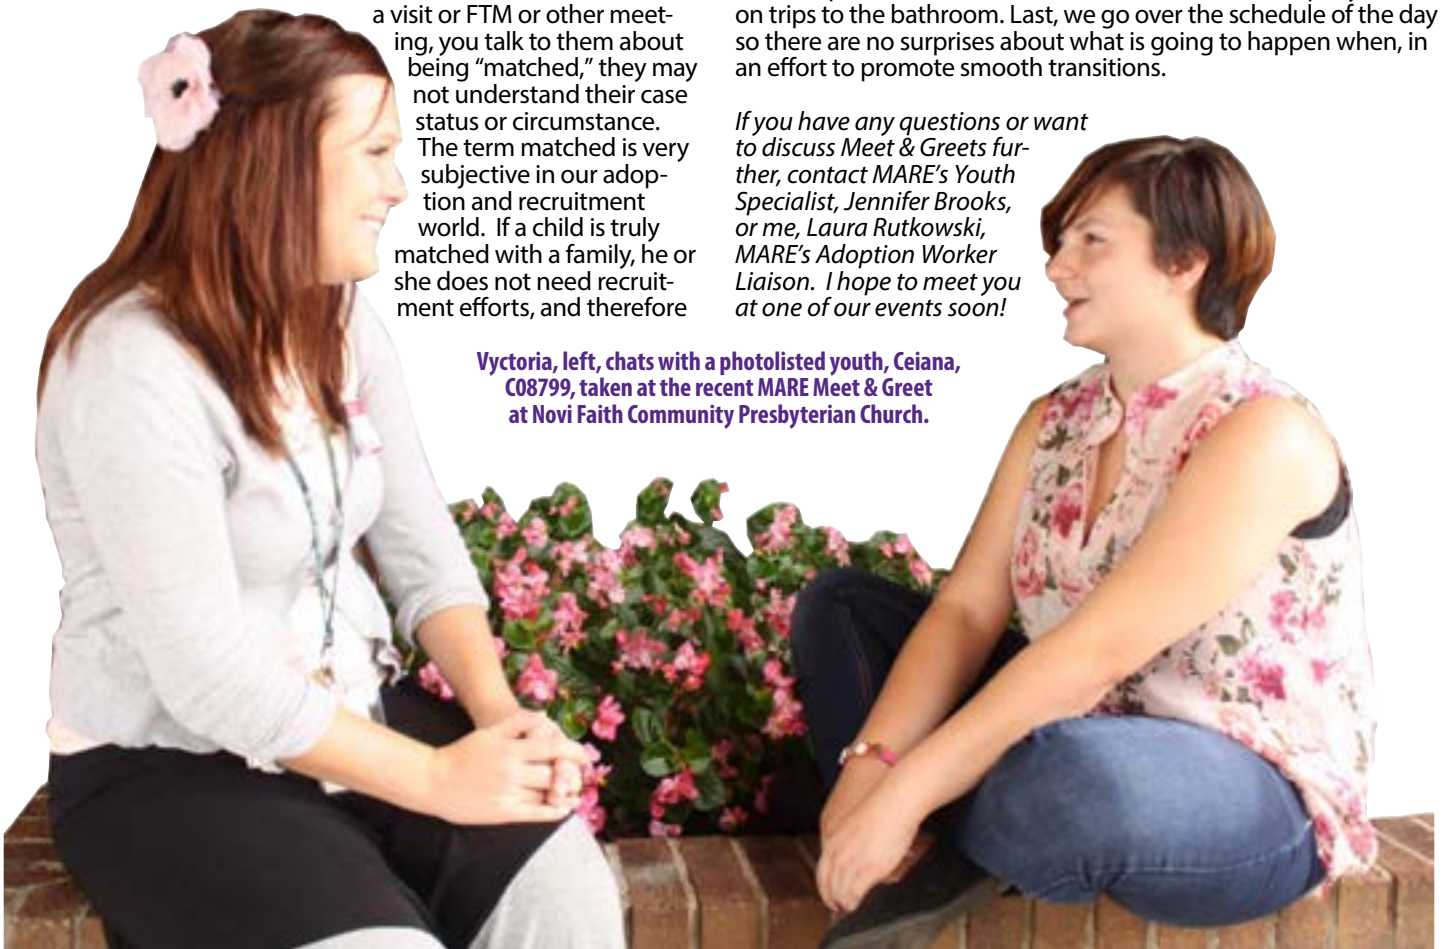 a visit or FTM or other meet-
ing, you talk to them about
being “matched,” they may
not understand their case
status or circumstance.
The term matched is very
subjective in our adop-
tion and recruitment
world.  If a child is truly
matched with a family, he or
she does not need recruit-
ment efforts, and therefore
on trips to the bathroom. Last, we go over the schedule of the day
so there are no surprises about what is going to happen when, in
an effort to promote smooth transitions.
If you have any questions or want
to discuss Meet & Greets fur-
ther, contact MARE’s Youth
Specialist, Jennifer Brooks,
or me, Laura Rutkowski,
MARE’s Adoption Worker
Liaison.  I hope to meet you
at one of our events soon!
Vyctoria, left, chats with a photolisted youth, Ceiana,
C08799, taken at the recent MARE Meet & Greet
at Novi Faith Community Presbyterian Church.